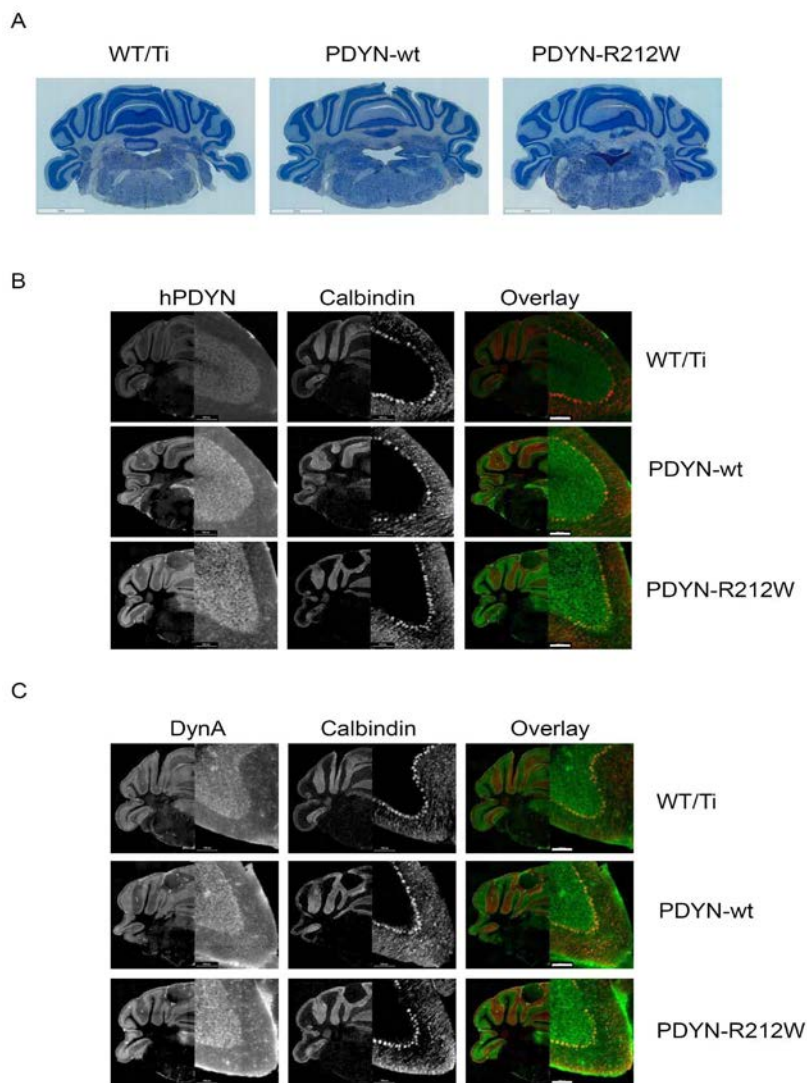 A
WT/Ti PDYN-wt PDYN-R212W
B
hPDYN Calbindin Overlay
WT/Ti
PDYN-wt
PDYN-R212W
C
DynA Calbindin Overlay
WT/Ti
PDYN-wt
PDYN-R212W